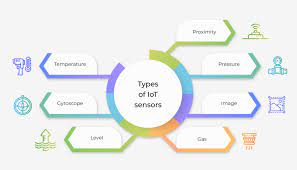 Proximity
Temperature
Pressure
Types
of IoT
sensors
Gyroscope
Image
Level
Gas